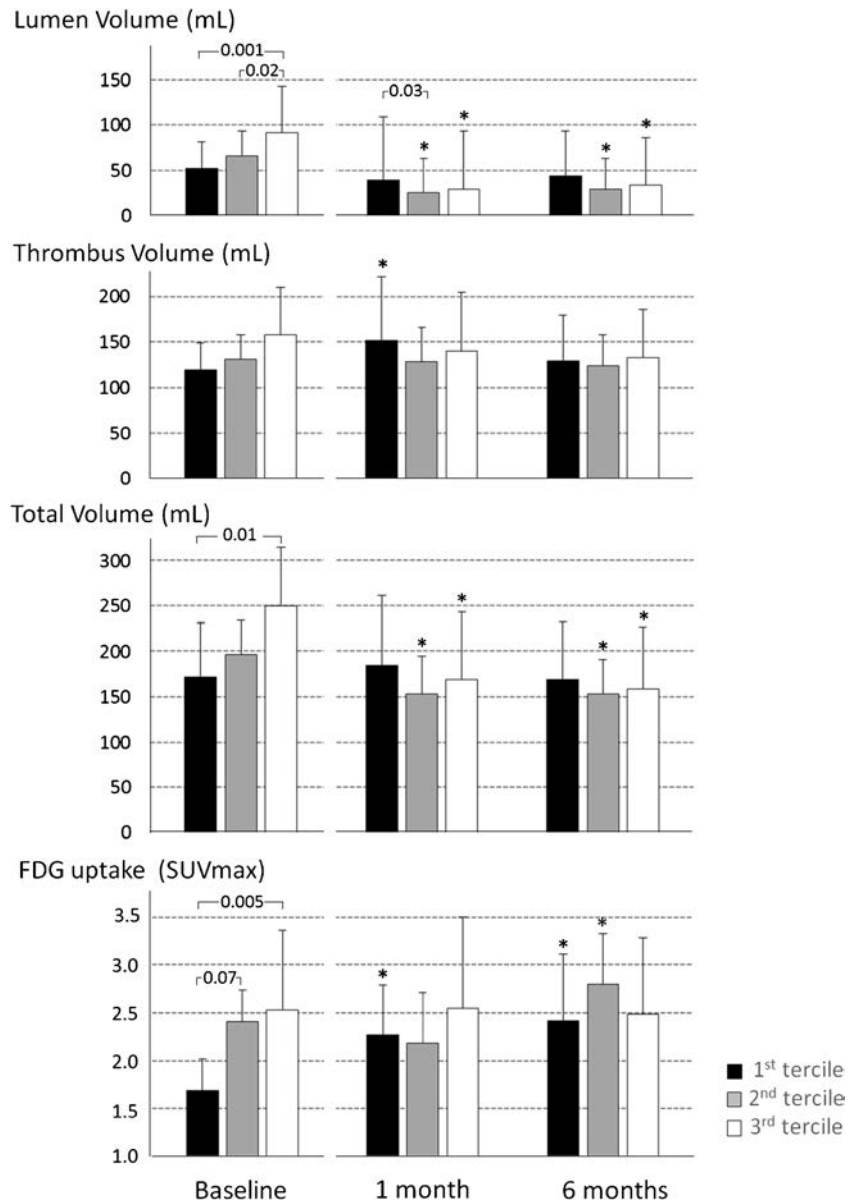 Lumen Volume (mL)
0.001
0.02
0.03
150
100
50
0
* * * *
Thrombus Volume (mL)
*
200
150
100
50
0
Total Volume (mL)
0.01
300
250
200
150
100
50
0
* * * *
FDG uptake (SUVmax)
0.005
0.07
3.5
3.0
2.5
2.0
1.5
1.0
* * *
1st tercile
2nd tercile
3rd tercile
Baseline 1 month 6 months